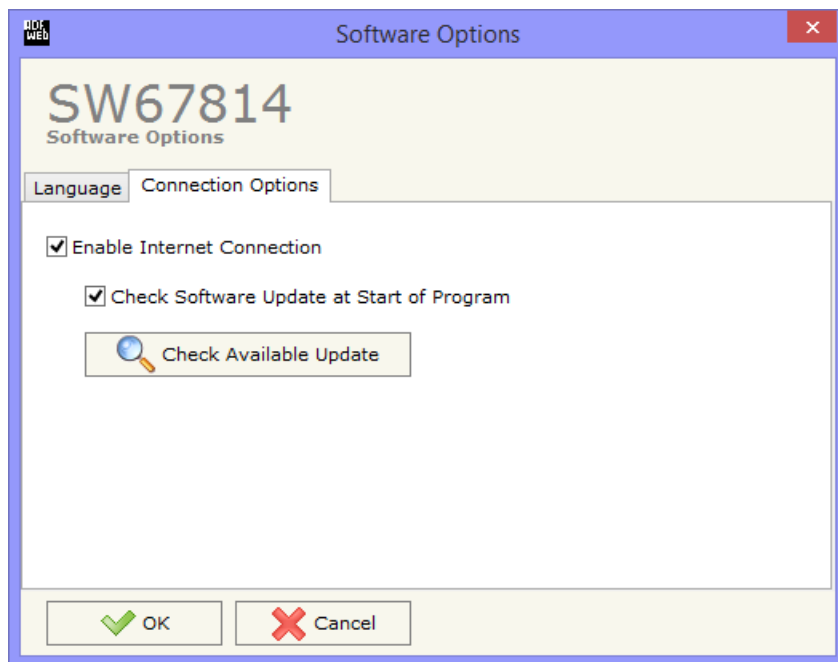 ADF
WEB
Software Options
SW67814
Software Options
Language
Connection Options
Enable Internet Connection
Check Software Update at Start of Program
Check Available Update
OK
Cancel